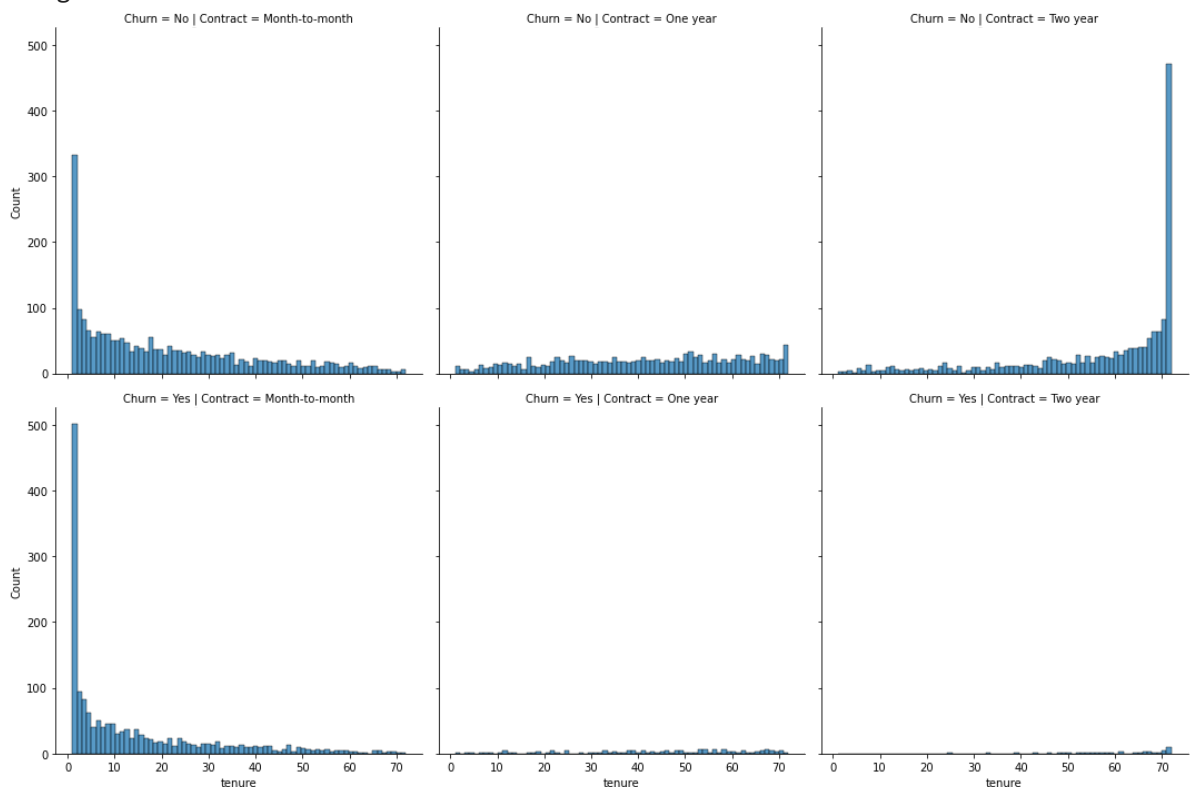 Churn = No | Contract = Month-to-month
Churn = No | Contract = One year
Churn = No | Contract = Two year
500
400
300
200
100
0
Count
Churn = Yes | Contract = Month-to-month
Churn = Yes | Contract = One year
Churn = Yes | Contract = Two year
500
400
300
200
100
0
Count
0 10 20 30 40 50 60 70
0 10 20 30 40 50 60 70
0 10 20 30 40 50 60 70
tenure
tenure
tenure